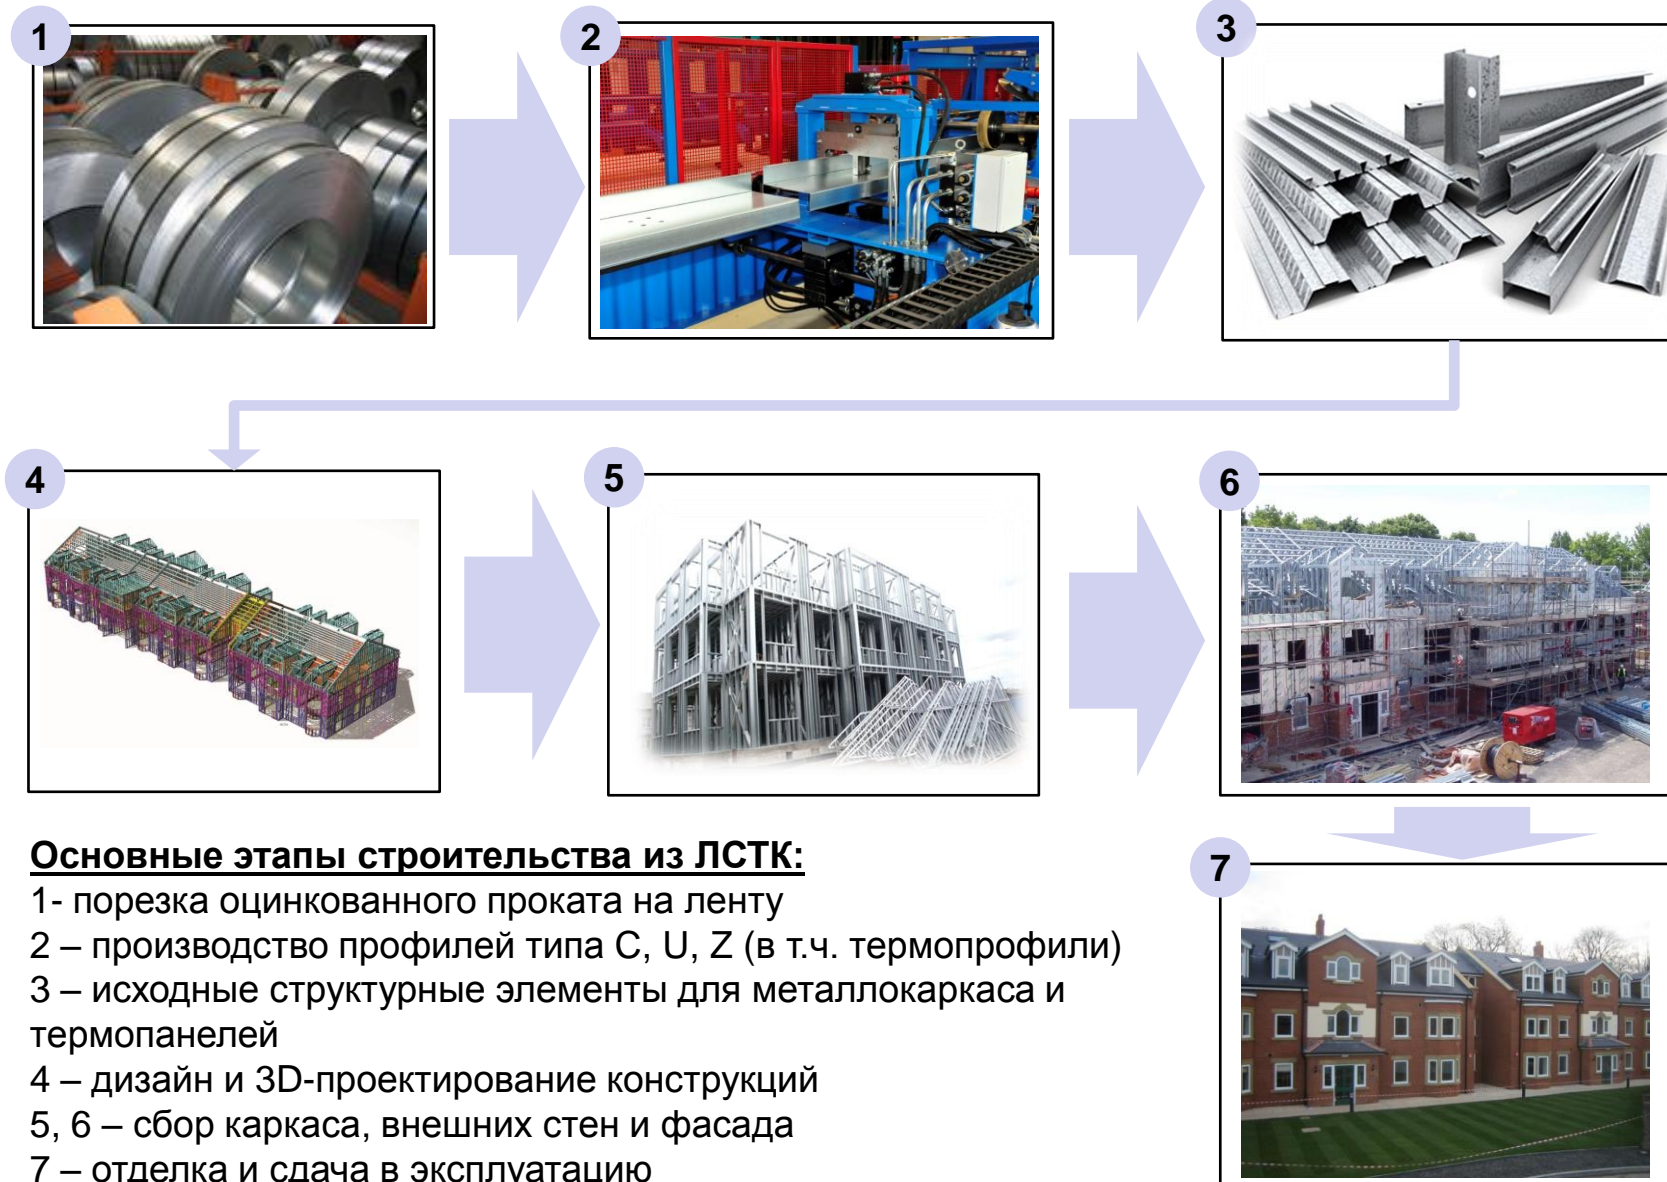 1
2
3
4
5
6
7
Основные этапы строительства из ЛСТК:
1- порезка оцинкованного проката на ленту
2 – производство профилей типа C, U, Z (в т.ч. термопрофили)
3 – исходные структурные элементы для металлокаркаса и
термопанелей
4 – дизайн и 3D-проектирование конструкций
5, 6 – сбор каркаса, внешних стен и фасада
7 – отделка и сдача в эксплуатацию